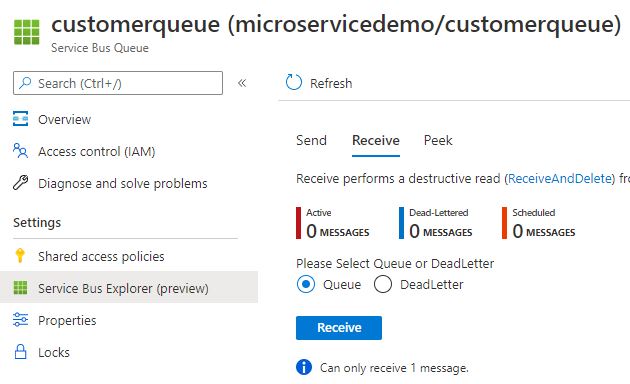 customerqueue (microservicedemo/customerqueue)
Service Bus Queue
Search (Ctrl+/)
«
Overview
Access control (IAM)
Diagnose and solve problems
Settings
Shared access policies
Service Bus Explorer (preview)
Properties
Locks
Refresh
Send Receive Peek
Receive performs a destructive read (ReceiveAndDelete) fro
Active Dead-Lettered Scheduled
0 MESSAGES 0 MESSAGES 0 MESSAGES
Please Select Queue or DeadLetter
Queue DeadLetter
Receive
Can only receive 1 message.